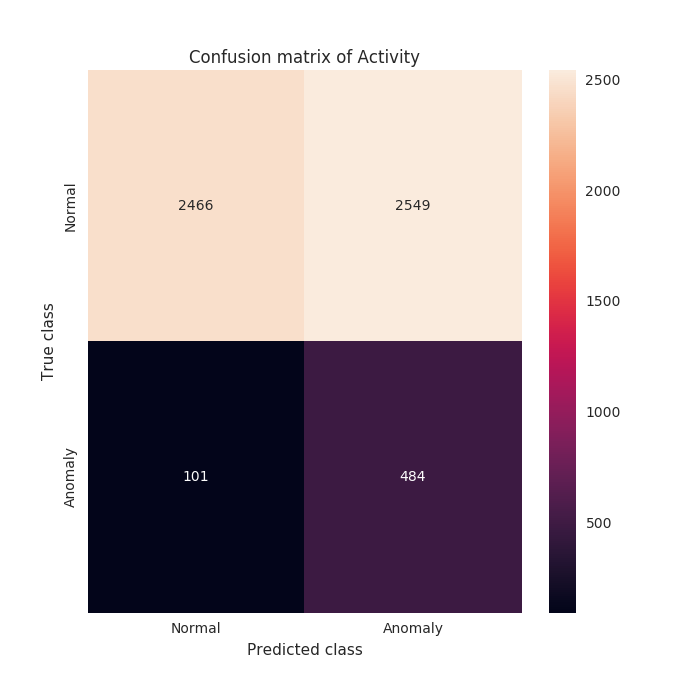 Confusion matrix of Activity
True class
Normal
Anomaly
2466
2549
101
484
Normal
Anomaly
Predicted class
2500
2000
1500
1000
500